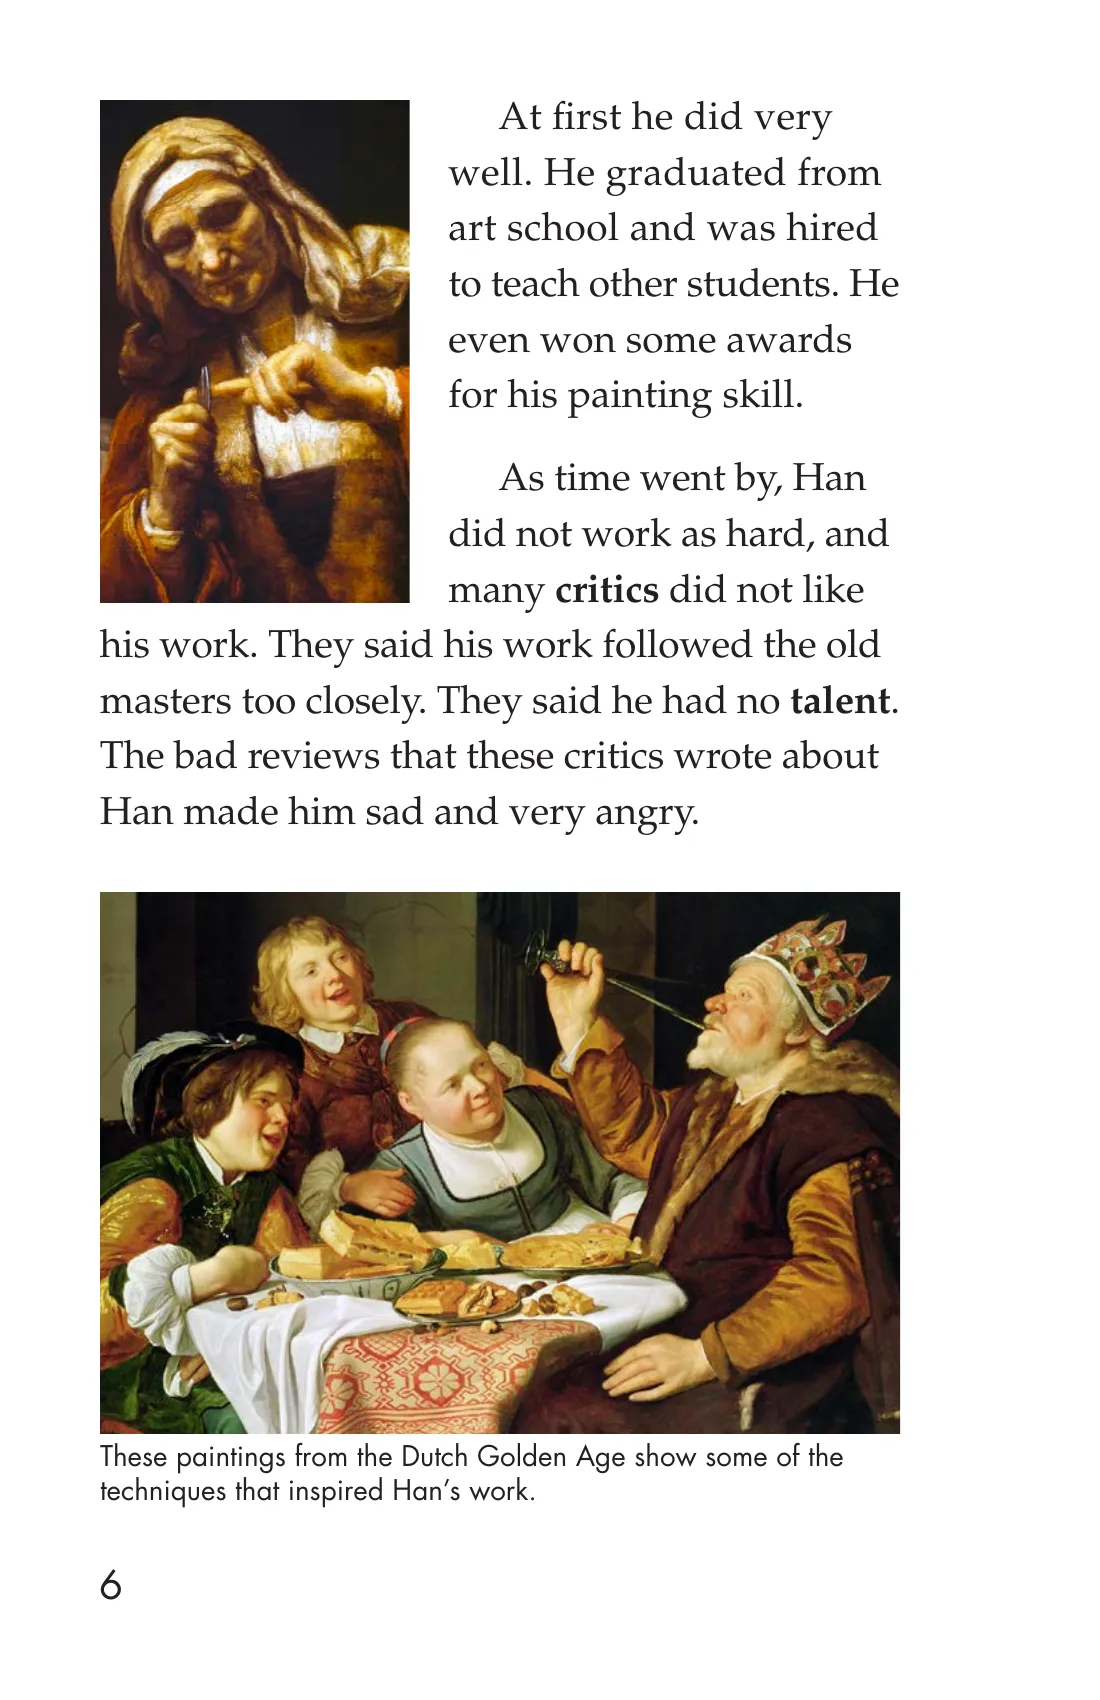 At first he did very
well. He graduated from
art school and was hired
to teach other students. He
even won some awards
for his painting skill.
As time went by, Han
did not work as hard, and
many critics did not like
his work. They said his work followed the old
masters too closely. They said he had no talent.
The bad reviews that these critics wrote about
Han made him sad and very angry.
These paintings from the Dutch Golden Age show some of the
techniques that inspired Han’s work.
6